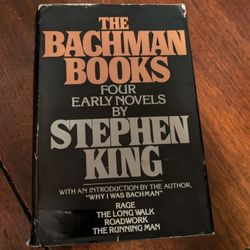 THE
BACHMAN
BOOKS
FOUR
EARLY NOVELS
BY
STEPHEN
KING
WITH AN INTRODUCTION BY THE AUTHOR,
"WHY I WAS BACHMAN"
RAGE
THE LONG WALK
ROADWORK
THE RUNNING MAN